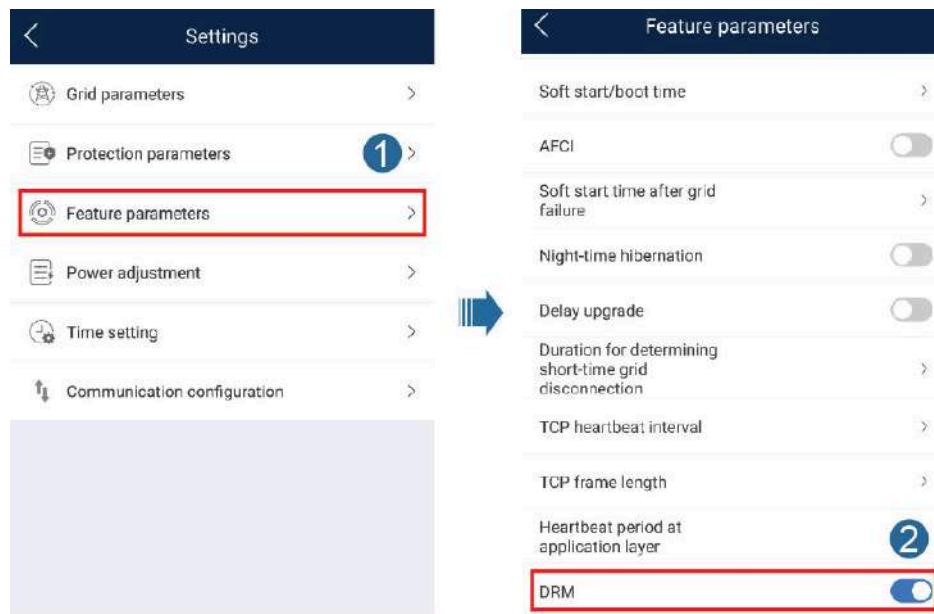 Settings
Grid parameters
Protection parameters
1
Feature parameters
Power adjustment
Time setting
Communication configuration
Feature parameters
Soft start/boot time
AFCI
Soft start time after grid
failure
Night-time hibernation
Delay upgrade
Duration for determining
short-time grid
disconnection
TCP heartbeat interval
TCP frame length
Heartbeat period at
application layer
2
DRM